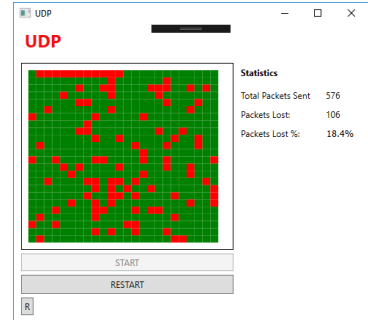 UDP
UDP
Statistics
Total Packets Sent 576
Packets Lost: 106
Packets Lost %: 18.4%
START
RESTART
R